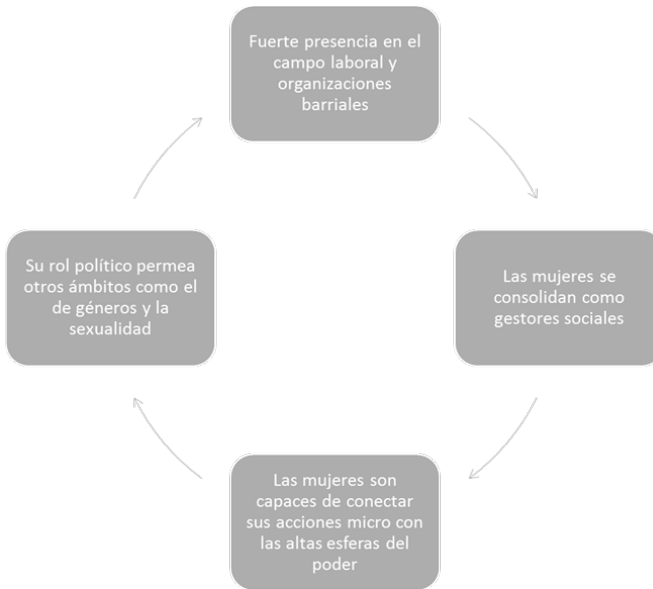 Fuerte presencia en el
campo laboral y
organizaciones
barriales
Las mujeres se
consolidan como
gestores sociales
Las mujeres son
capaces de conectar
sus acciones micro con
las altas esferas del
poder
Su rol político permea
otros ámbitos como el
de géneros y la
sexualidad